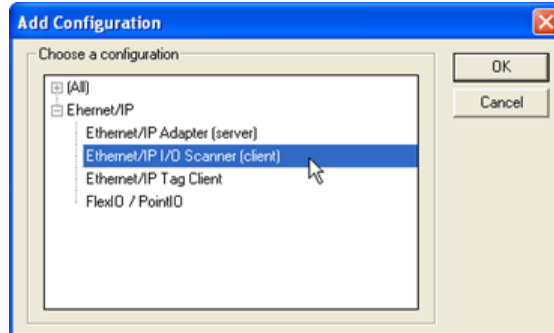 Add Configuration
Choose a configuration
(All)
Ehernet/IP
Ethernet/IP Adapter (server)
Ethernet/IP I/O Scanner (client)
Ethernet/IP Tag Client
FlexIO / PointIO
OK
Cancel